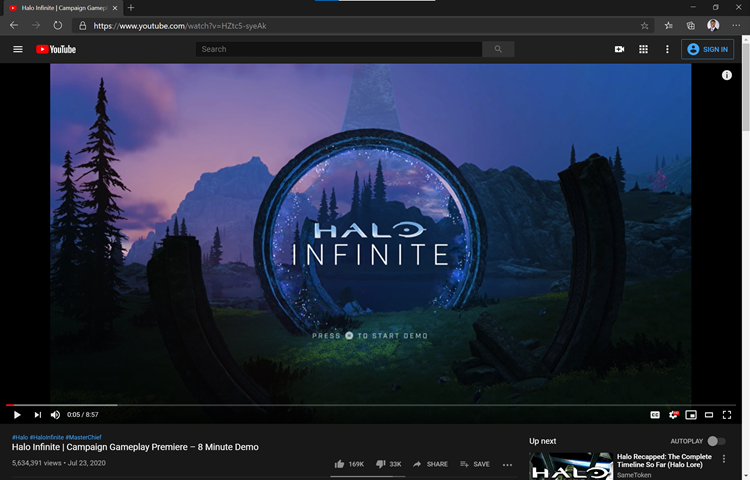 Halo Infinite | Campaign Gamepl
https://www.youtube.com/watch?v=HZtc5-syeAk
YouTube
Search
SIGN IN
HALO
INFINITE
PRESS TO START DEMO
0:05 / 8:57
CC
#Halo #HaloInfinite #MasterChief
Halo Infinite | Campaign Gameplay Premiere – 8 Minute Demo
5,634,391 views • Jul 23, 2020
169K
33K
SHARE
SAVE
Up next
AUTOPLAY
HALO
Halo Recapped: The Complete
Timeline So Far (Halo Lore)
SameToken